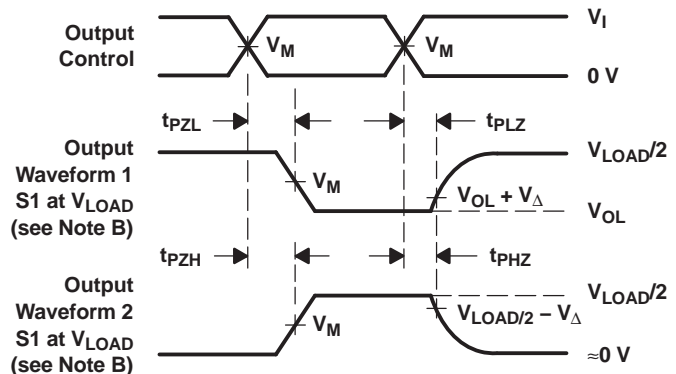 Output
Control
V_M
V_M
V_I
0 V
t_PZL
t_PLZ
Output
Waveform 1
S1 at V_LOAD
(see Note B)
V_M
V_LOAD/2
V_OL + V_Δ
V_OL
t_PZH
t_PHZ
Output
Waveform 2
S1 at V_LOAD
(see Note B)
V_M
V_LOAD/2
V_LOAD/2 − V_Δ
≈0 V